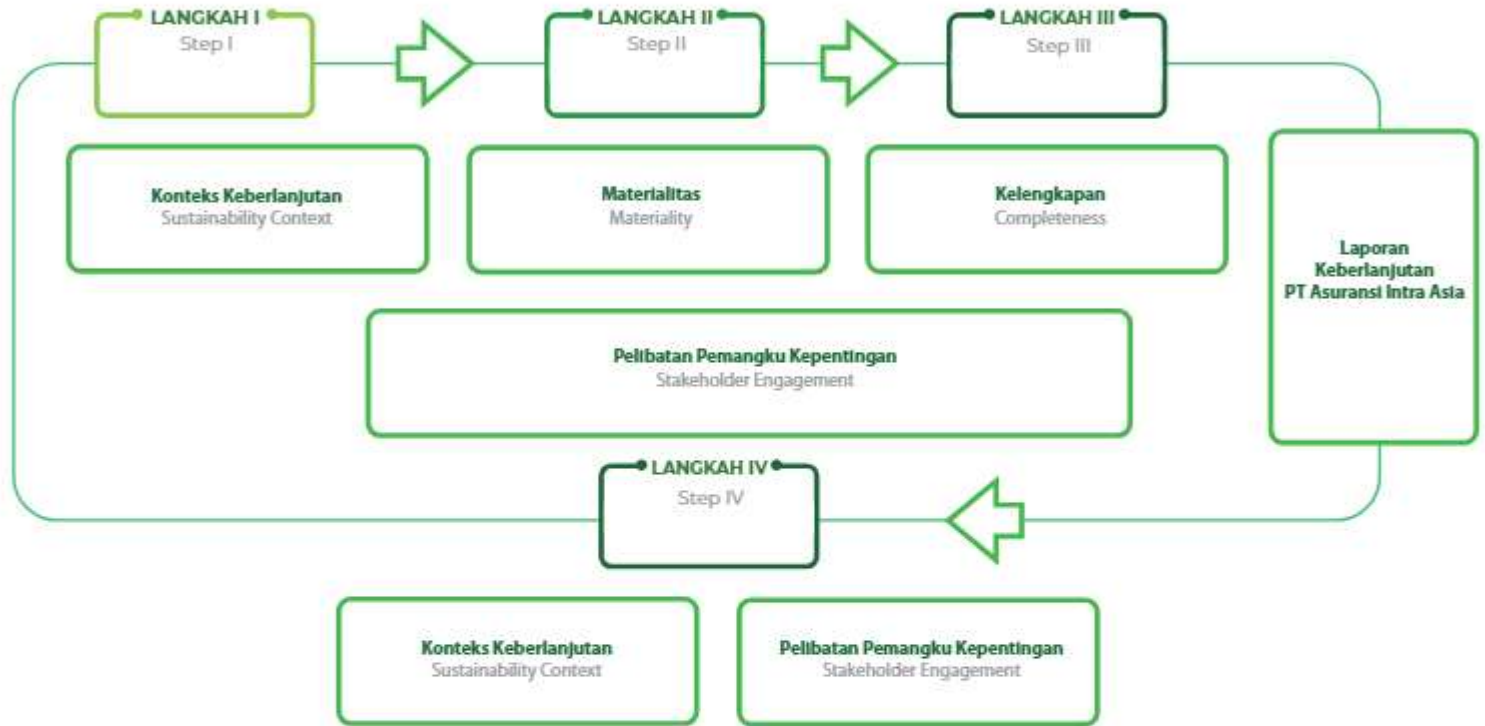 LANGKAH I
Step I
LANGKAH II
Step II
LANGKAH III
Step III
Konteks Keberlanjutan
Sustainability Context
Materialitas
Materiality
Kelengkapan
Completeness
Laporan
Keberlanjutan
PT Asuransi Intra Asia
Pelibatan Pemangku Kepentingan
Stakeholder Engagement
LANGKAH IV
Step IV
Konteks Keberlanjutan
Sustainability Context
Pelibatan Pemangku Kepentingan
Stakeholder Engagement